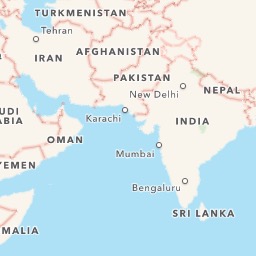 TURKMENISTAN
Tehran
AFGHANISTAN
IRAN
PAKISTAN
New Delhi
NEPAL
UDI
ABIA
Karachi
INDIA
OMAN
Mumbai
YEMEN
Bengaluru
SRI LANKA
MALIA